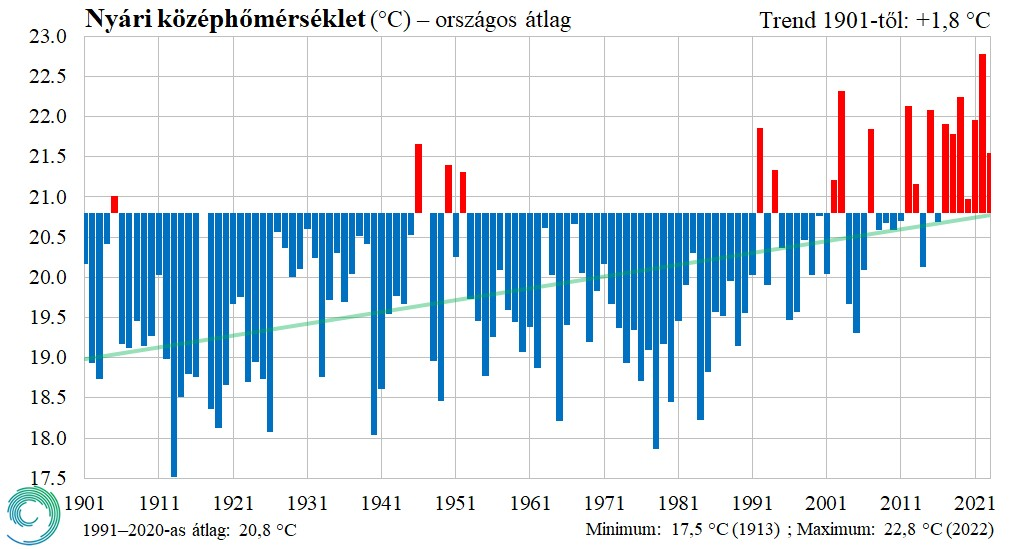 Nyári középhőmérséklet (°C) – országos átlag
Trend 1901-től: +1,8 °C
23.0
22.5
22.0
21.5
21.0
20.5
20.0
19.5
19.0
18.5
18.0
17.5
1901 1911 1921 1931 1941 1951 1961 1971 1981 1991 2001 2011 2021
1991–2020-as átlag: 20,8 °C
Minimum: 17,5 °C (1913) ; Maximum: 22,8 °C (2022)